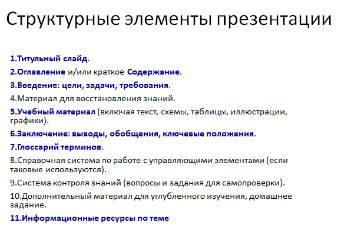 Структурные элементы презентации
1.Титульный слайд.
2.Оглавление и/или краткое Содержание.
3.Введение: цели, задачи, требования.
4.Материал для восстановления знаний.
5.Учебный материал (включая текст, схемы, таблицы, иллюстрации,
графики).
6.Заключение: выводы, обобщения, ключевые положения.
7.Глоссарий терминов.
8.Справочная система по работе с управляющими элементами (если
таковые используются).
9.Система контроля знаний (вопросы и задания для самопроверки).
10.Дополнительный материал для углубленного изучения, домашнее
задание.
11.Информационные ресурсы по теме